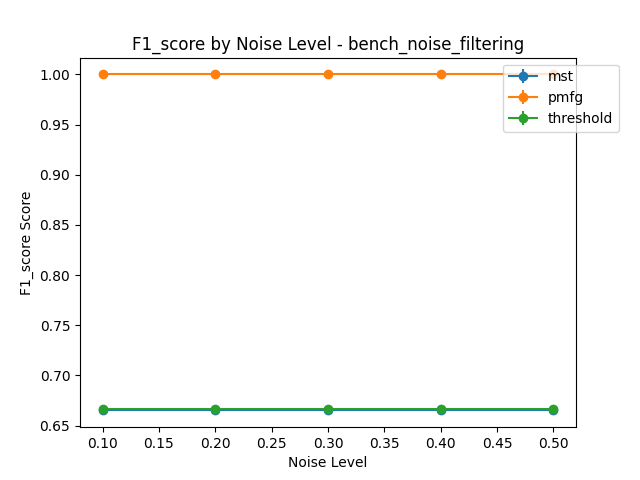 F1_score by Noise Level - bench_noise_filtering
mst
pmfg
threshold
F1_score Score
1.00
0.95
0.90
0.85
0.80
0.75
0.70
0.65
0.10 0.15 0.20 0.25 0.30 0.35 0.40 0.45 0.50
Noise Level